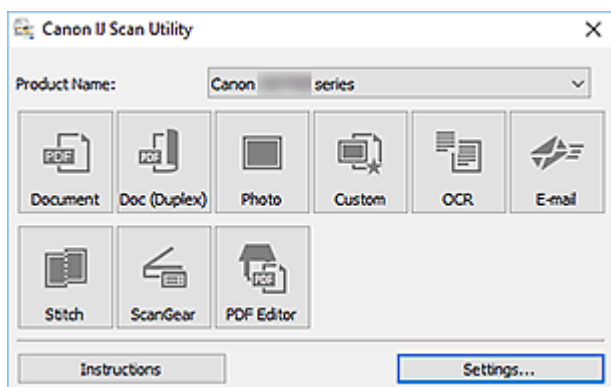 Canon IJ Scan Utility
Product Name: Canon series
PDF PDF
Document Doc (Duplex) Photo Custom OCR E-mail
PDF
Stitch ScanGear PDF Editor
Instructions Settings...